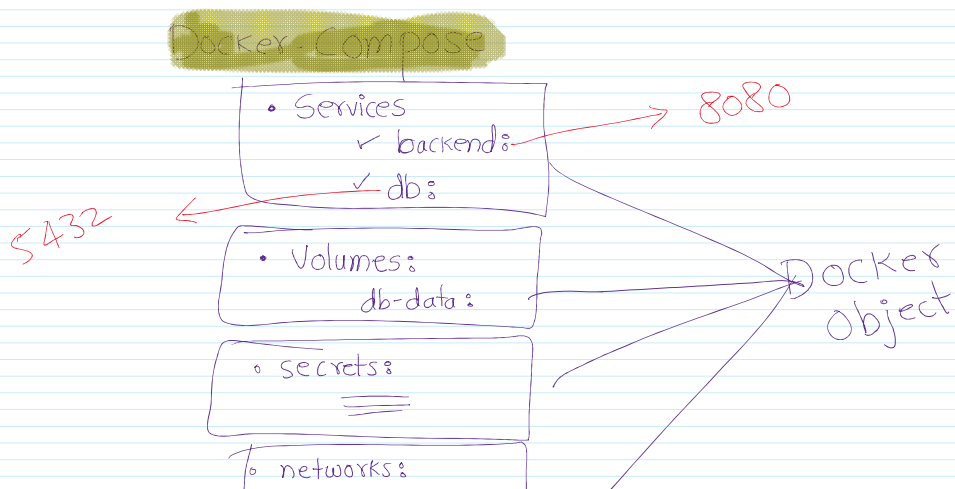 Docker-Compose
• Services
✓ backend:
8080
✓ db:
5432
• Volumes:
db-data:
Docker
object
• secrets:
• networks: